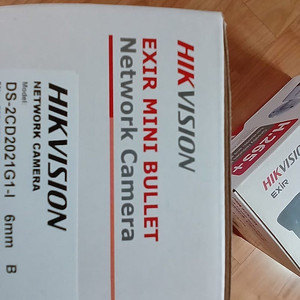 HIKVISION
EXIR MINI BULLET
Network Camera
HIKVISION
NETWORK CAMERA
Model
DS-2CD2021G1-I 6mm B
H.265+
HIKVISION
EXIR